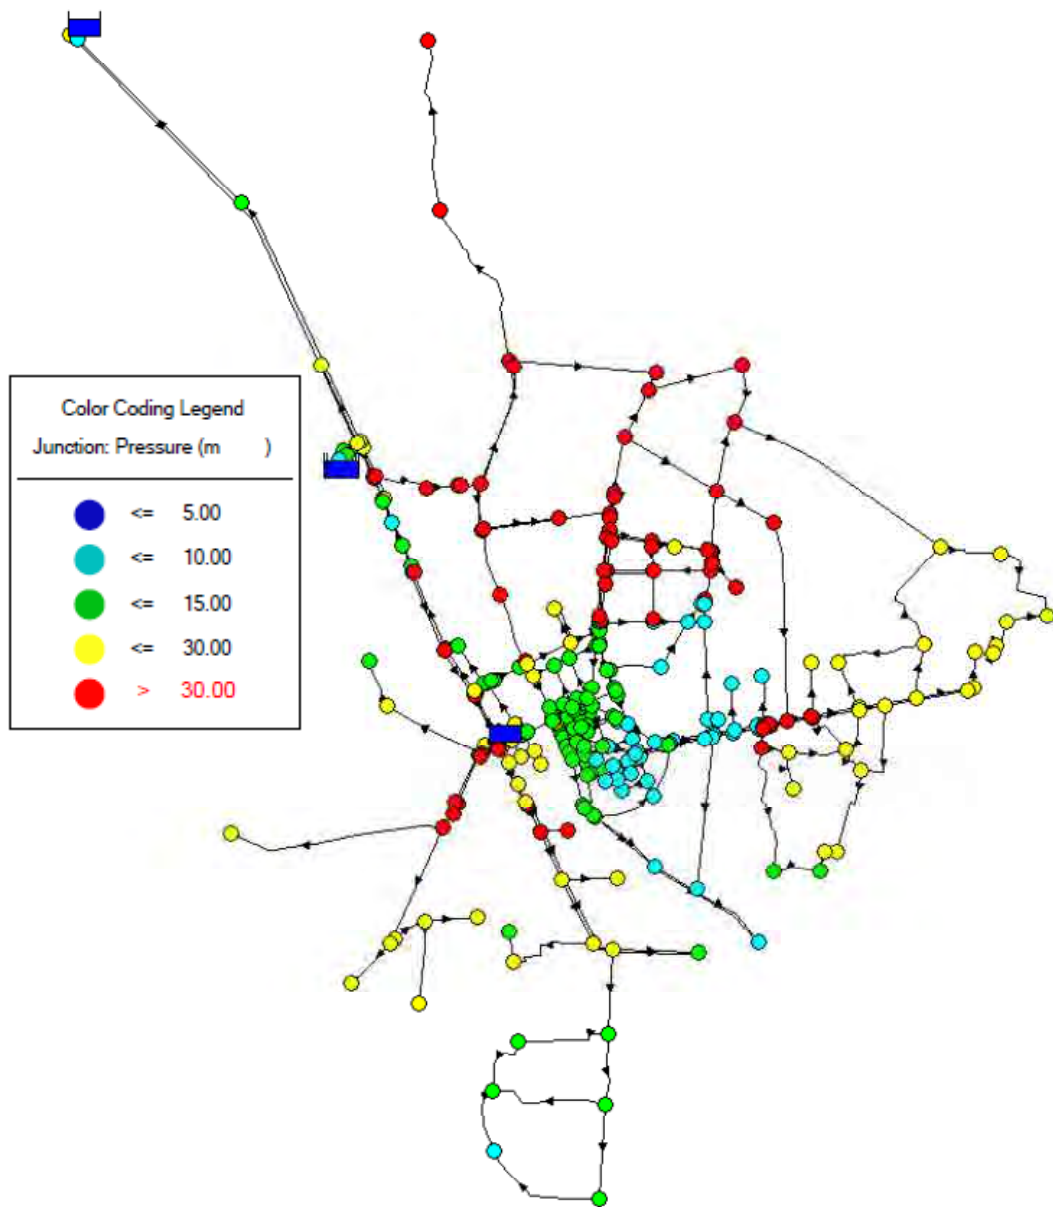 Color Coding Legend
Junction: Pressure (m )
<= 5.00
<= 10.00
<= 15.00
<= 30.00
> 30.00